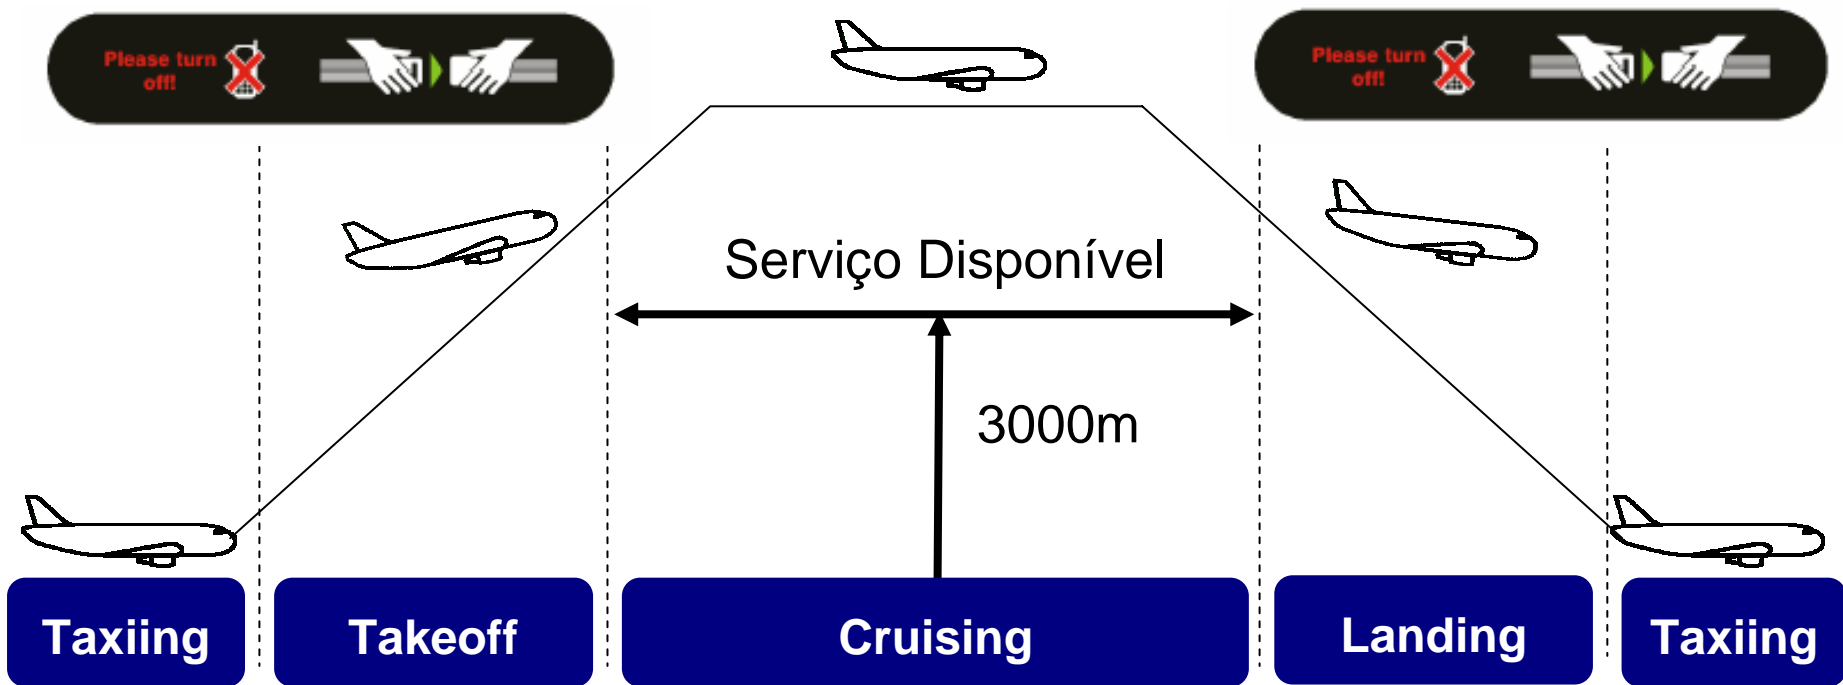 Please turn
off!
Please turn
off!
Serviço Disponível
3000m
Taxiing
Takeoff
Cruising
Landing
Taxiing